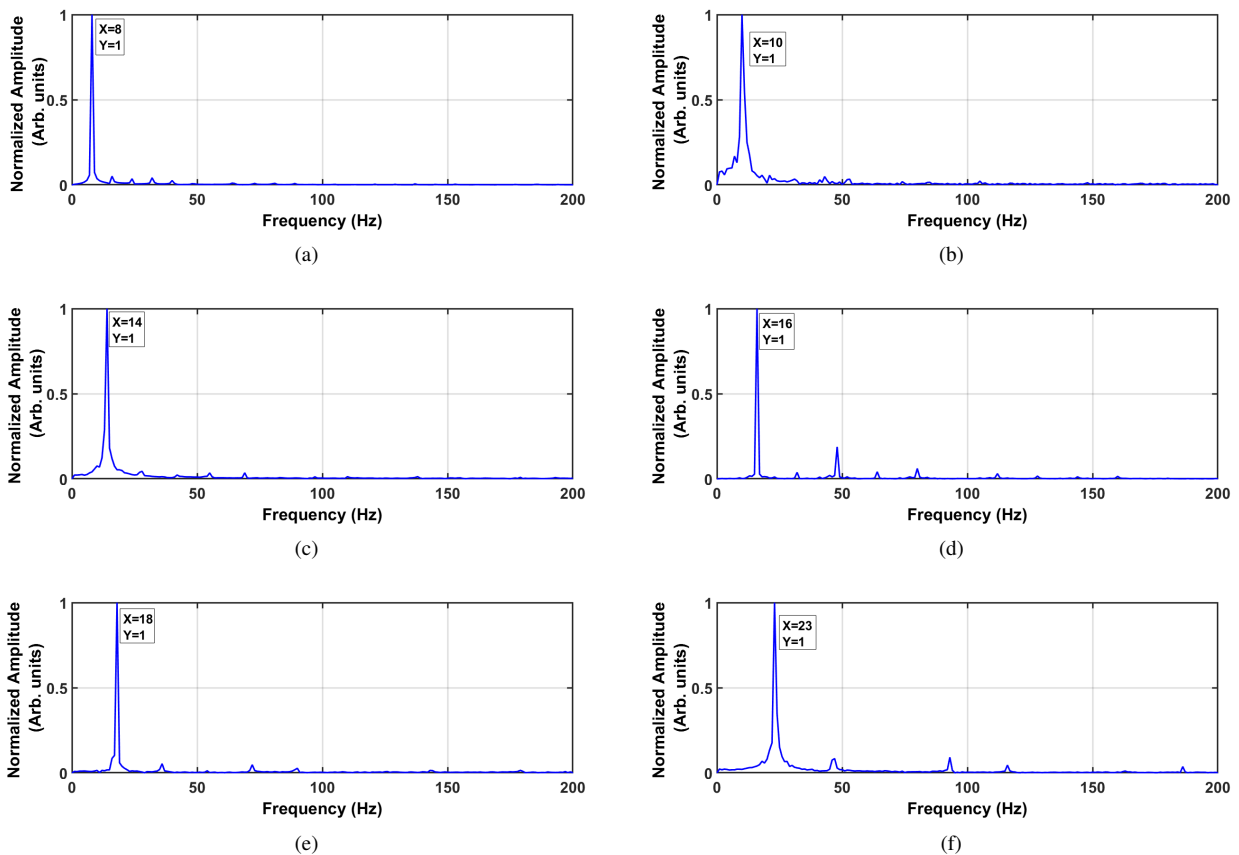 Normalized Amplitude
(Arb. units)
1
0.5
0
X=8
Y=1
0 50 100 150 200
Frequency (Hz)
(a)
Normalized Amplitude
(Arb. units)
1
0.5
0
X=10
Y=1
0 50 100 150 200
Frequency (Hz)
(b)
Normalized Amplitude
(Arb. units)
1
0.5
0
X=14
Y=1
0 50 100 150 200
Frequency (Hz)
(c)
Normalized Amplitude
(Arb. units)
1
0.5
0
X=16
Y=1
0 50 100 150 200
Frequency (Hz)
(d)
Normalized Amplitude
(Arb. units)
1
0.5
0
X=18
Y=1
0 50 100 150 200
Frequency (Hz)
(e)
Normalized Amplitude
(Arb. units)
1
0.5
0
X=23
Y=1
0 50 100 150 200
Frequency (Hz)
(f)